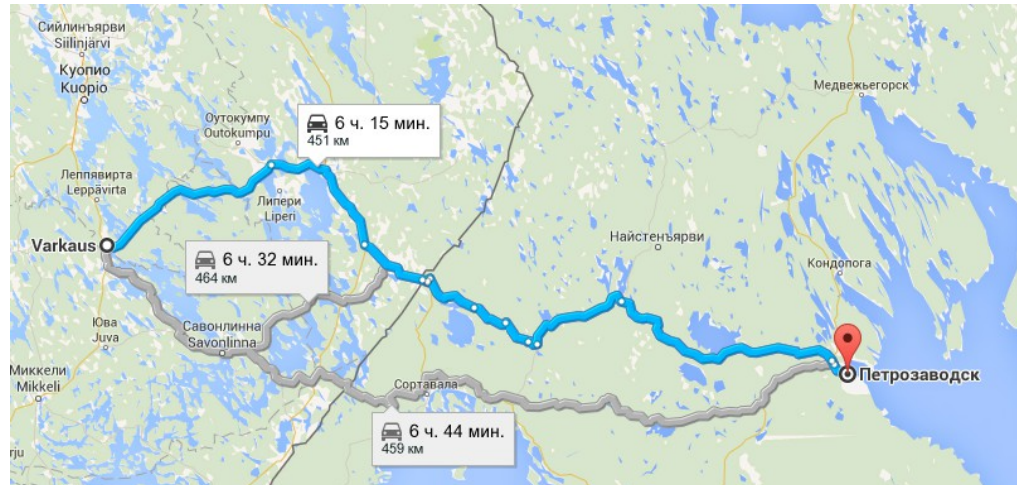 Сийлинъярви
Siilinjärvi
Куопио
Kuopio
Медвежьегорск
Оутокумпу
Outokumpu
6 ч. 15 мин.
451 км
Леппявирта
Leppävirta
Липери
Liperi
Varkaus
6 ч. 32 мин.
464 км
Найстенъярви
Кондопога
Юва
Juva
Савонлинна
Savonlinna
Миккели
Mikkeli
Сортавала
Петрозаводск
6 ч. 44 мин.
459 км
rju